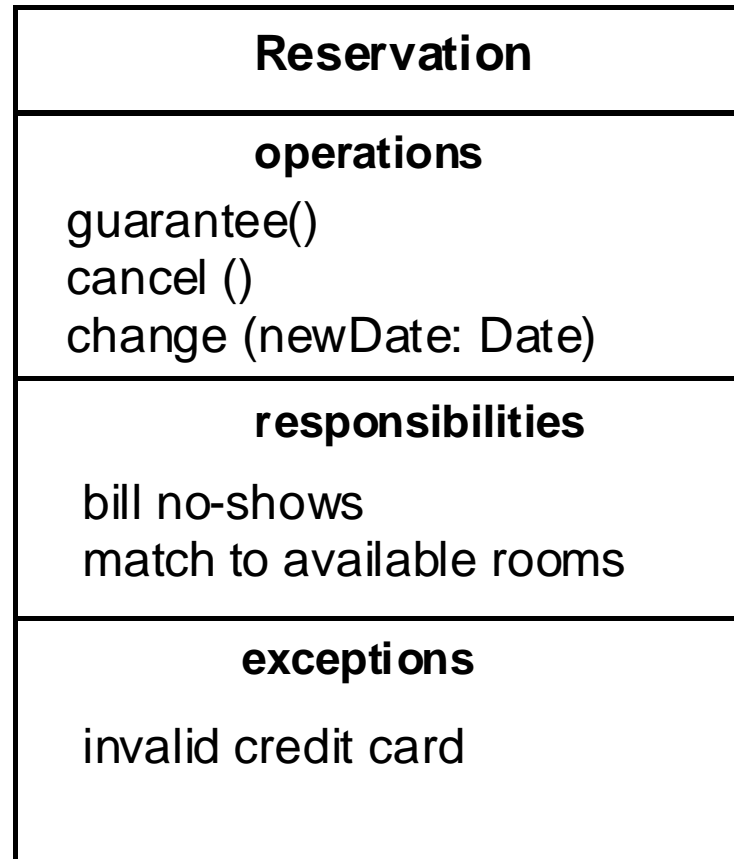 Reservation
operations
guarantee()
cancel ()
change (newDate: Date)
responsibilities
bill no-shows
match to available rooms
exceptions
invalid credit card